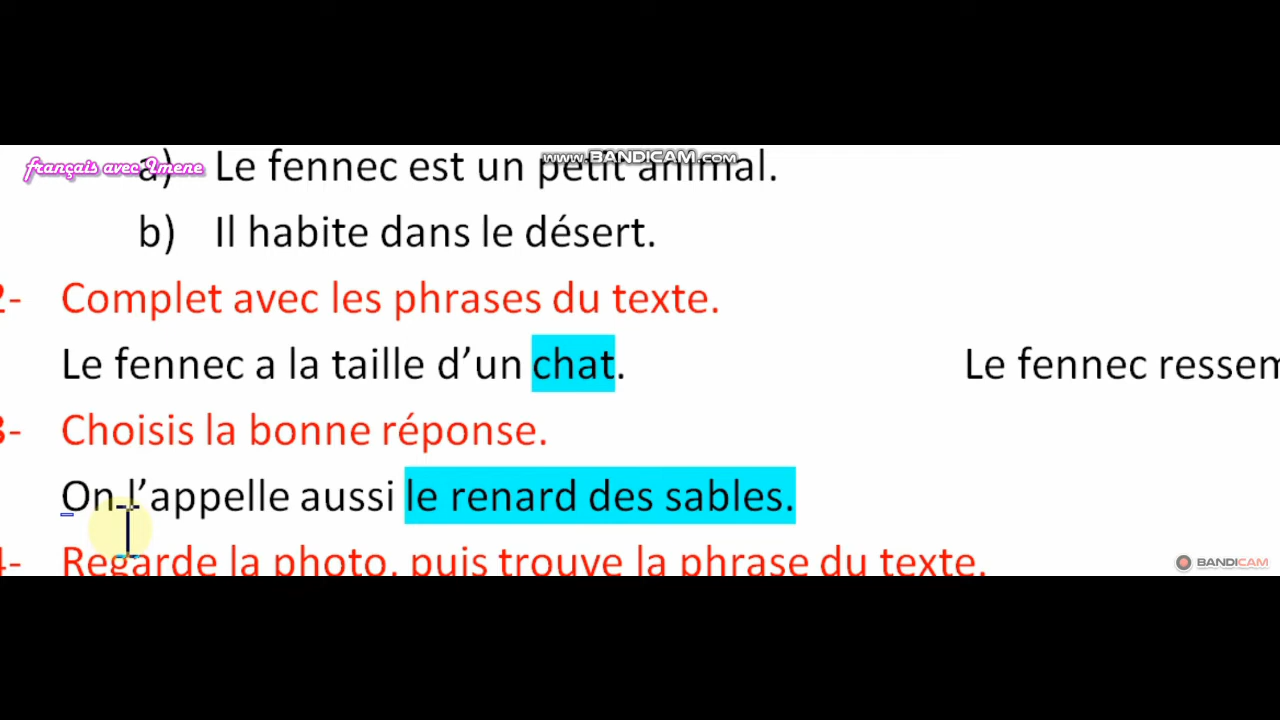 www.BANDICAM.com
français avec Imene
a) Le fennec est un petit animal.
b) Il habite dans le désert.
2- Complet avec les phrases du texte.
Le fennec a la taille d’un chat. Le fennec ressem
3- Choisis la bonne réponse.
On l’appelle aussi le renard des sables.
4- Regarde la photo, puis trouve la phrase du texte.
BANDICAM